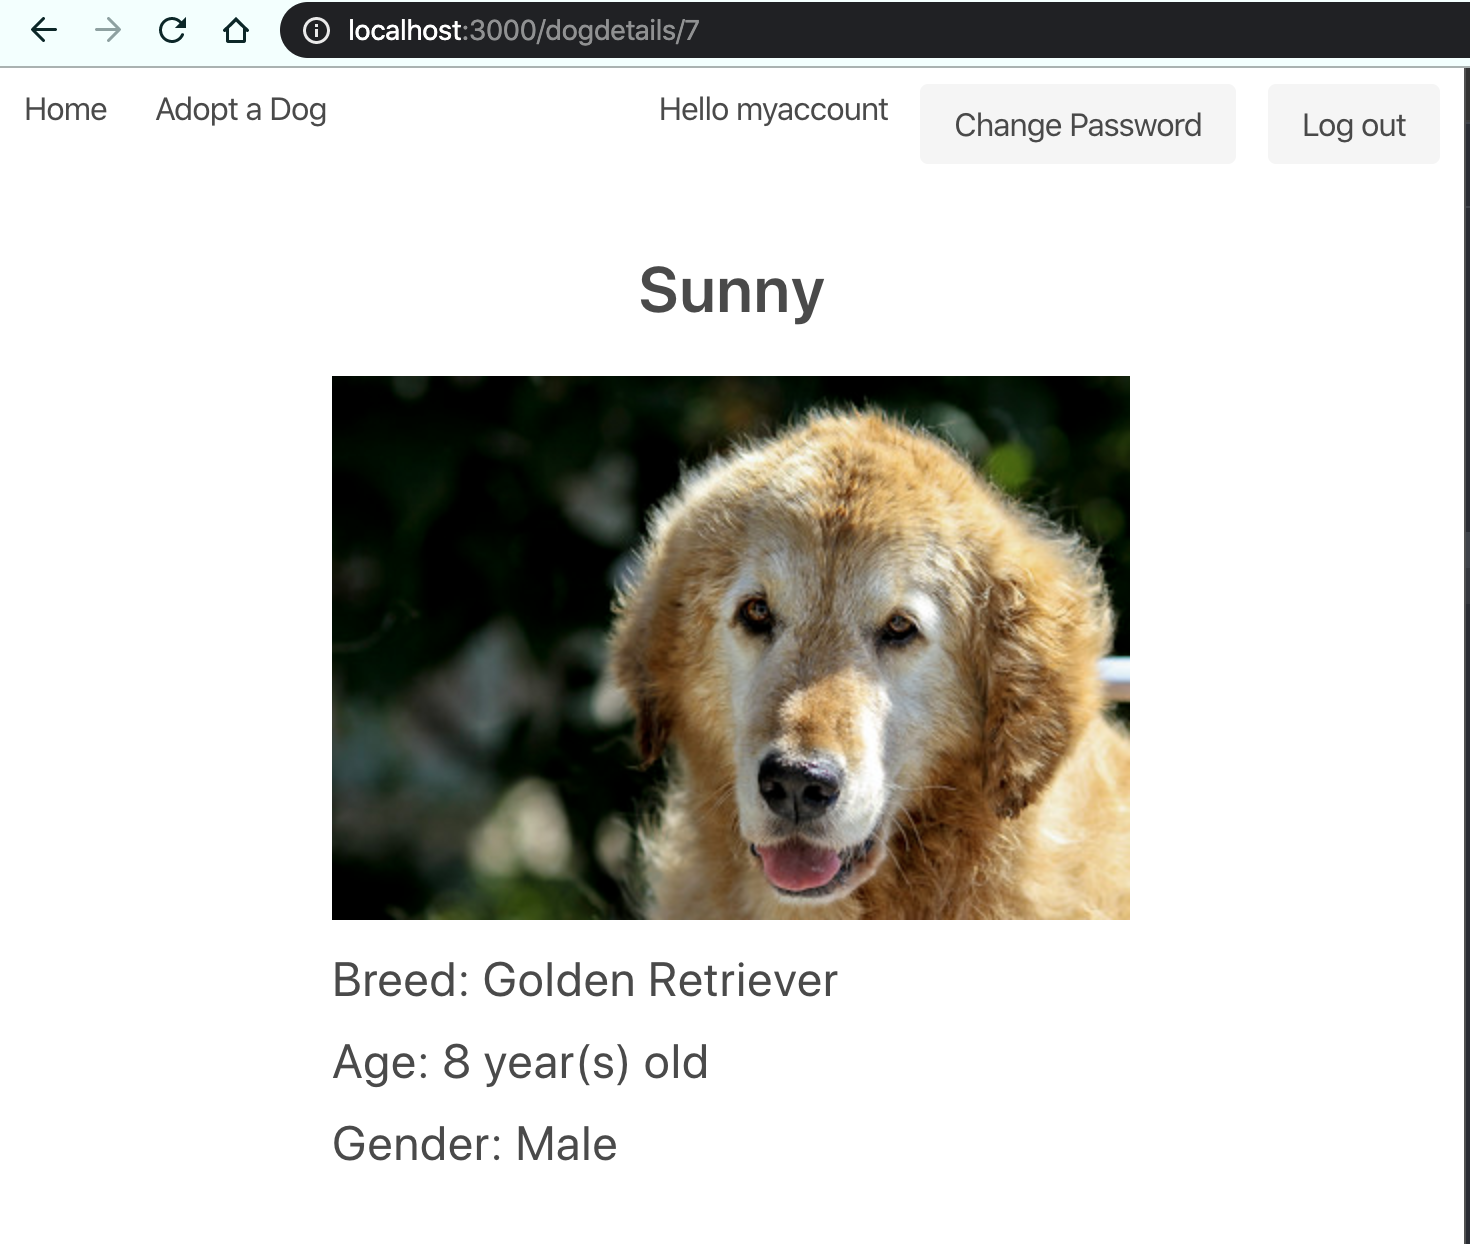 localhost:3000/dogdetails/7
Home Adopt a Dog Hello myaccount Change Password Log out
Sunny
Breed: Golden Retriever
Age: 8 year(s) old
Gender: Male